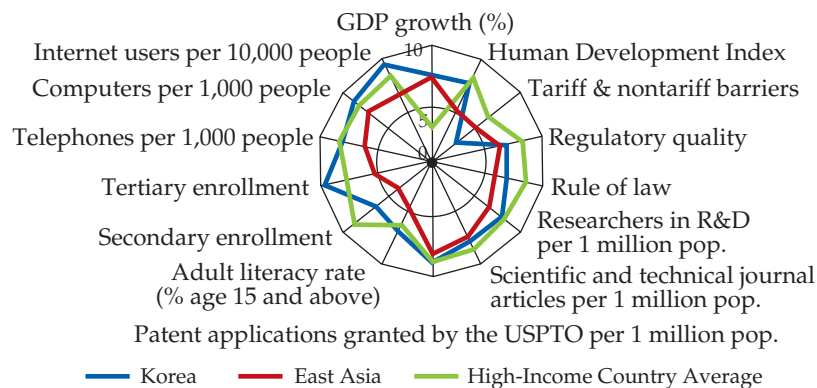 GDP growth (%)
10
Internet users per 10,000 people
Human Development Index
Computers per 1,000 people
Tariff & nontariff barriers
5
Telephones per 1,000 people
Regulatory quality
0
Tertiary enrollment
Rule of law
Researchers in R&D
per 1 million pop.
Secondary enrollment
Adult literacy rate
(% age 15 and above)
Scientific and technical journal
articles per 1 million pop.
Patent applications granted by the USPTO per 1 million pop.
Korea
East Asia
High-Income Country Average